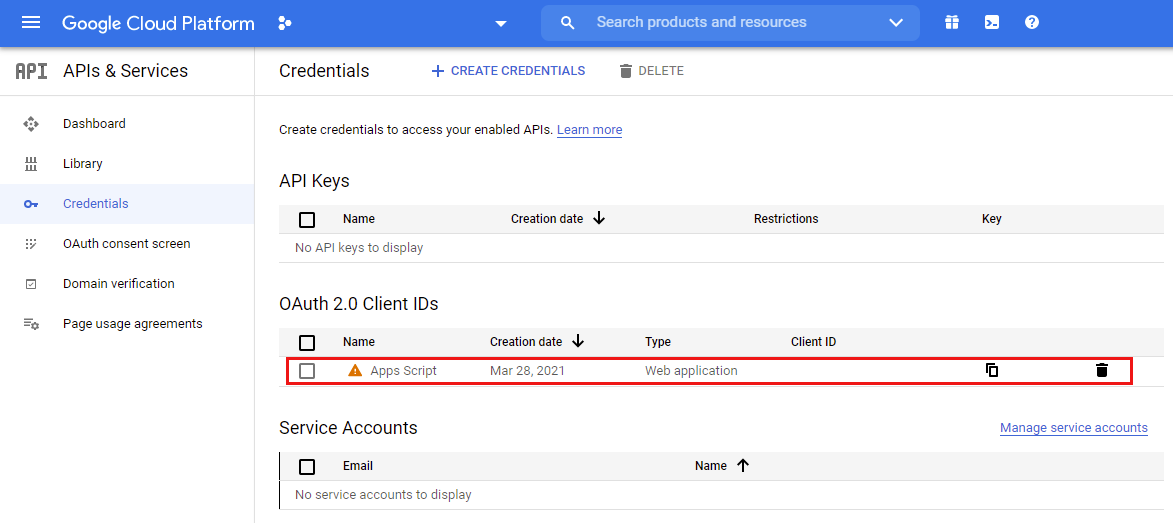 Google Cloud Platform
Search products and resources
API APIs & Services
Credentials
CREATE CREDENTIALS
DELETE
Dashboard
Library
Credentials
OAuth consent screen
Domain verification
Page usage agreements
Create credentials to access your enabled APIs. Learn more
API Keys
Name Creation date Restrictions Key
No API keys to display
OAuth 2.0 Client IDs
Name Creation date Type Client ID
Apps Script Mar 28, 2021 Web application
Service Accounts
Manage service accounts
Email Name
No service accounts to display